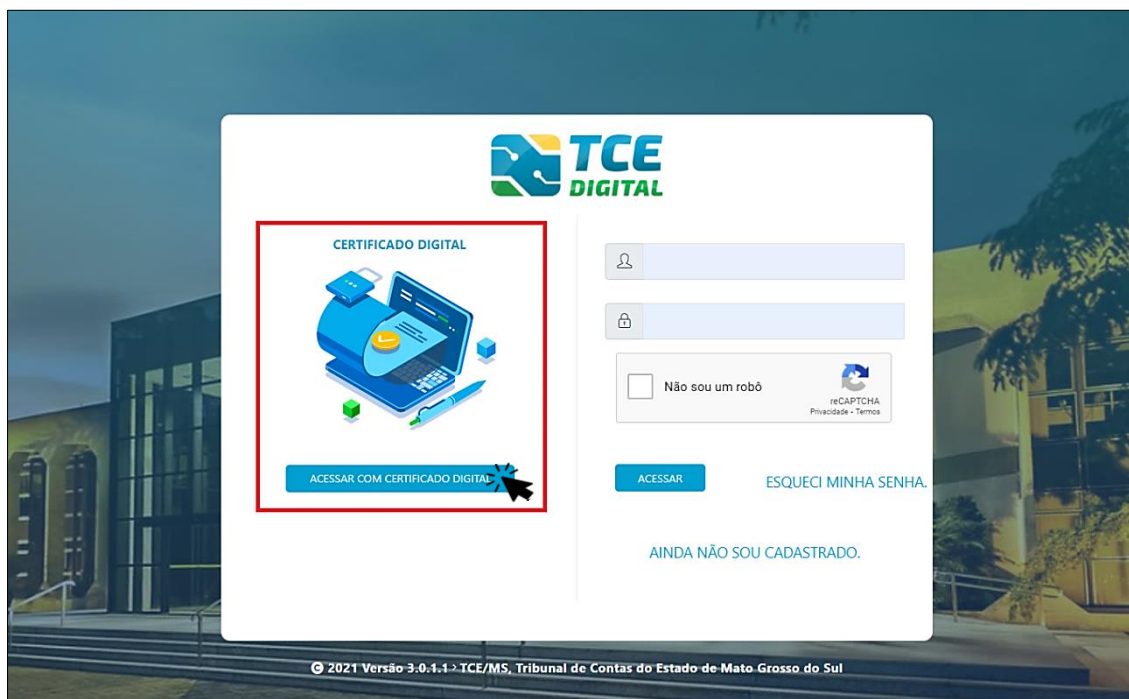 TCE
DIGITAL
CERTIFICADO DIGITAL
ACESSAR COM CERTIFICADO DIGITAL
Não sou um robô
reCAPTCHA
Privacidade - Termos
ACESSAR
ESQUECI MINHA SENHA.
AINDA NÃO SOU CADASTRADO.
© 2021 Versão 3.0.1.1 > TCE/MS, Tribunal de Contas do Estado de Mato Grosso do Sul